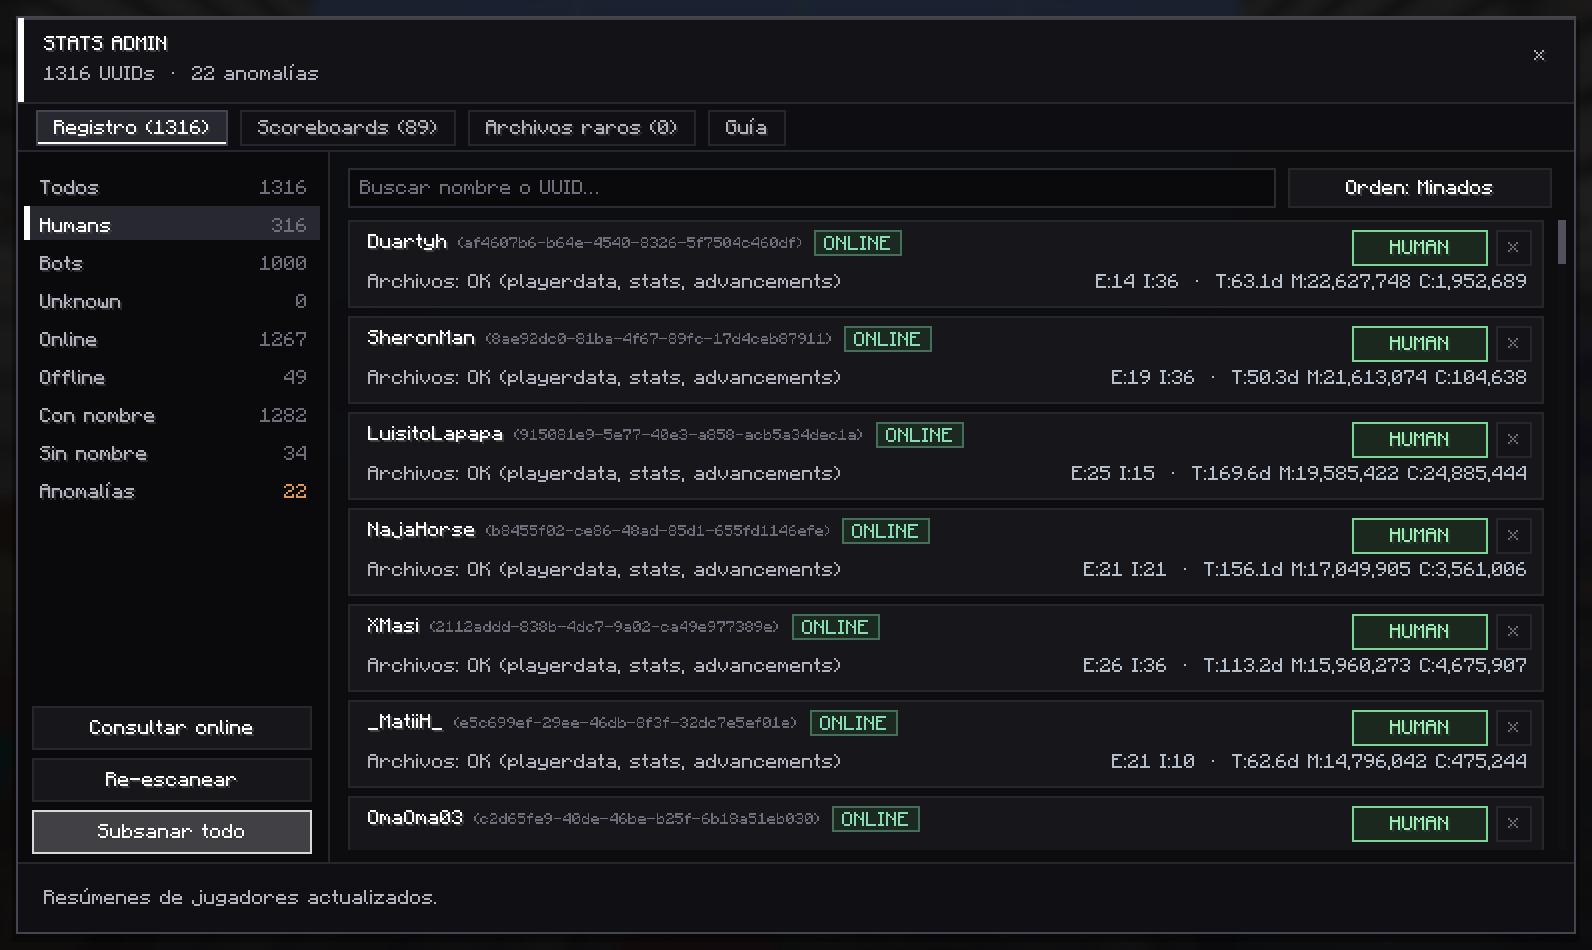 STATS ADMIN
1316 UUIDs · 22 anomalías
×
Registro (1316)
Scoreboards (89)
Archivos raros (0)
Guía
Todos 1316
Humans 316
Bots 1000
Unknown 0
Online 1267
Offline 49
Con nombre 1282
Sin nombre 34
Anomalías 22
Consultar online
Re-escanear
Subsanar todo
Buscar nombre o UUID...
Orden: Minados
Duartyh (af4607b6-b64e-4540-8326-5f7504c460df) ONLINE HUMAN ×
Archivos: OK (playerdata, stats, advancements) E:14 I:36 · T:63.1d M:22,627,748 C:1,952,689
SheronMan (8ae92dc0-81ba-4f67-89fc-17d4ceb87911) ONLINE HUMAN ×
Archivos: OK (playerdata, stats, advancements) E:19 I:36 · T:50.3d M:21,613,074 C:104,638
LuisitoLapapa (915081e9-5e77-40e3-a858-acb5a34dec1a) ONLINE HUMAN ×
Archivos: OK (playerdata, stats, advancements) E:25 I:15 · T:169.6d M:19,585,422 C:24,885,444
NajaHorse (b8455f02-ce86-48ad-85d1-655fd1146efe) ONLINE HUMAN ×
Archivos: OK (playerdata, stats, advancements) E:21 I:21 · T:156.1d M:17,049,905 C:3,561,006
XMasi (2112addd-838b-4dc7-9a02-ca49e977389e) ONLINE HUMAN ×
Archivos: OK (playerdata, stats, advancements) E:26 I:36 · T:113.2d M:15,960,273 C:4,675,907
_MatiiH_ (e5c699ef-29ee-46db-8f3f-32dc7e5ef01e) ONLINE HUMAN ×
Archivos: OK (playerdata, stats, advancements) E:21 I:10 · T:62.6d M:14,796,042 C:475,244
OmaOma03 (c2d65fe9-40de-46be-b25f-6b18a51eb030) ONLINE HUMAN ×
Resúmenes de jugadores actualizados.